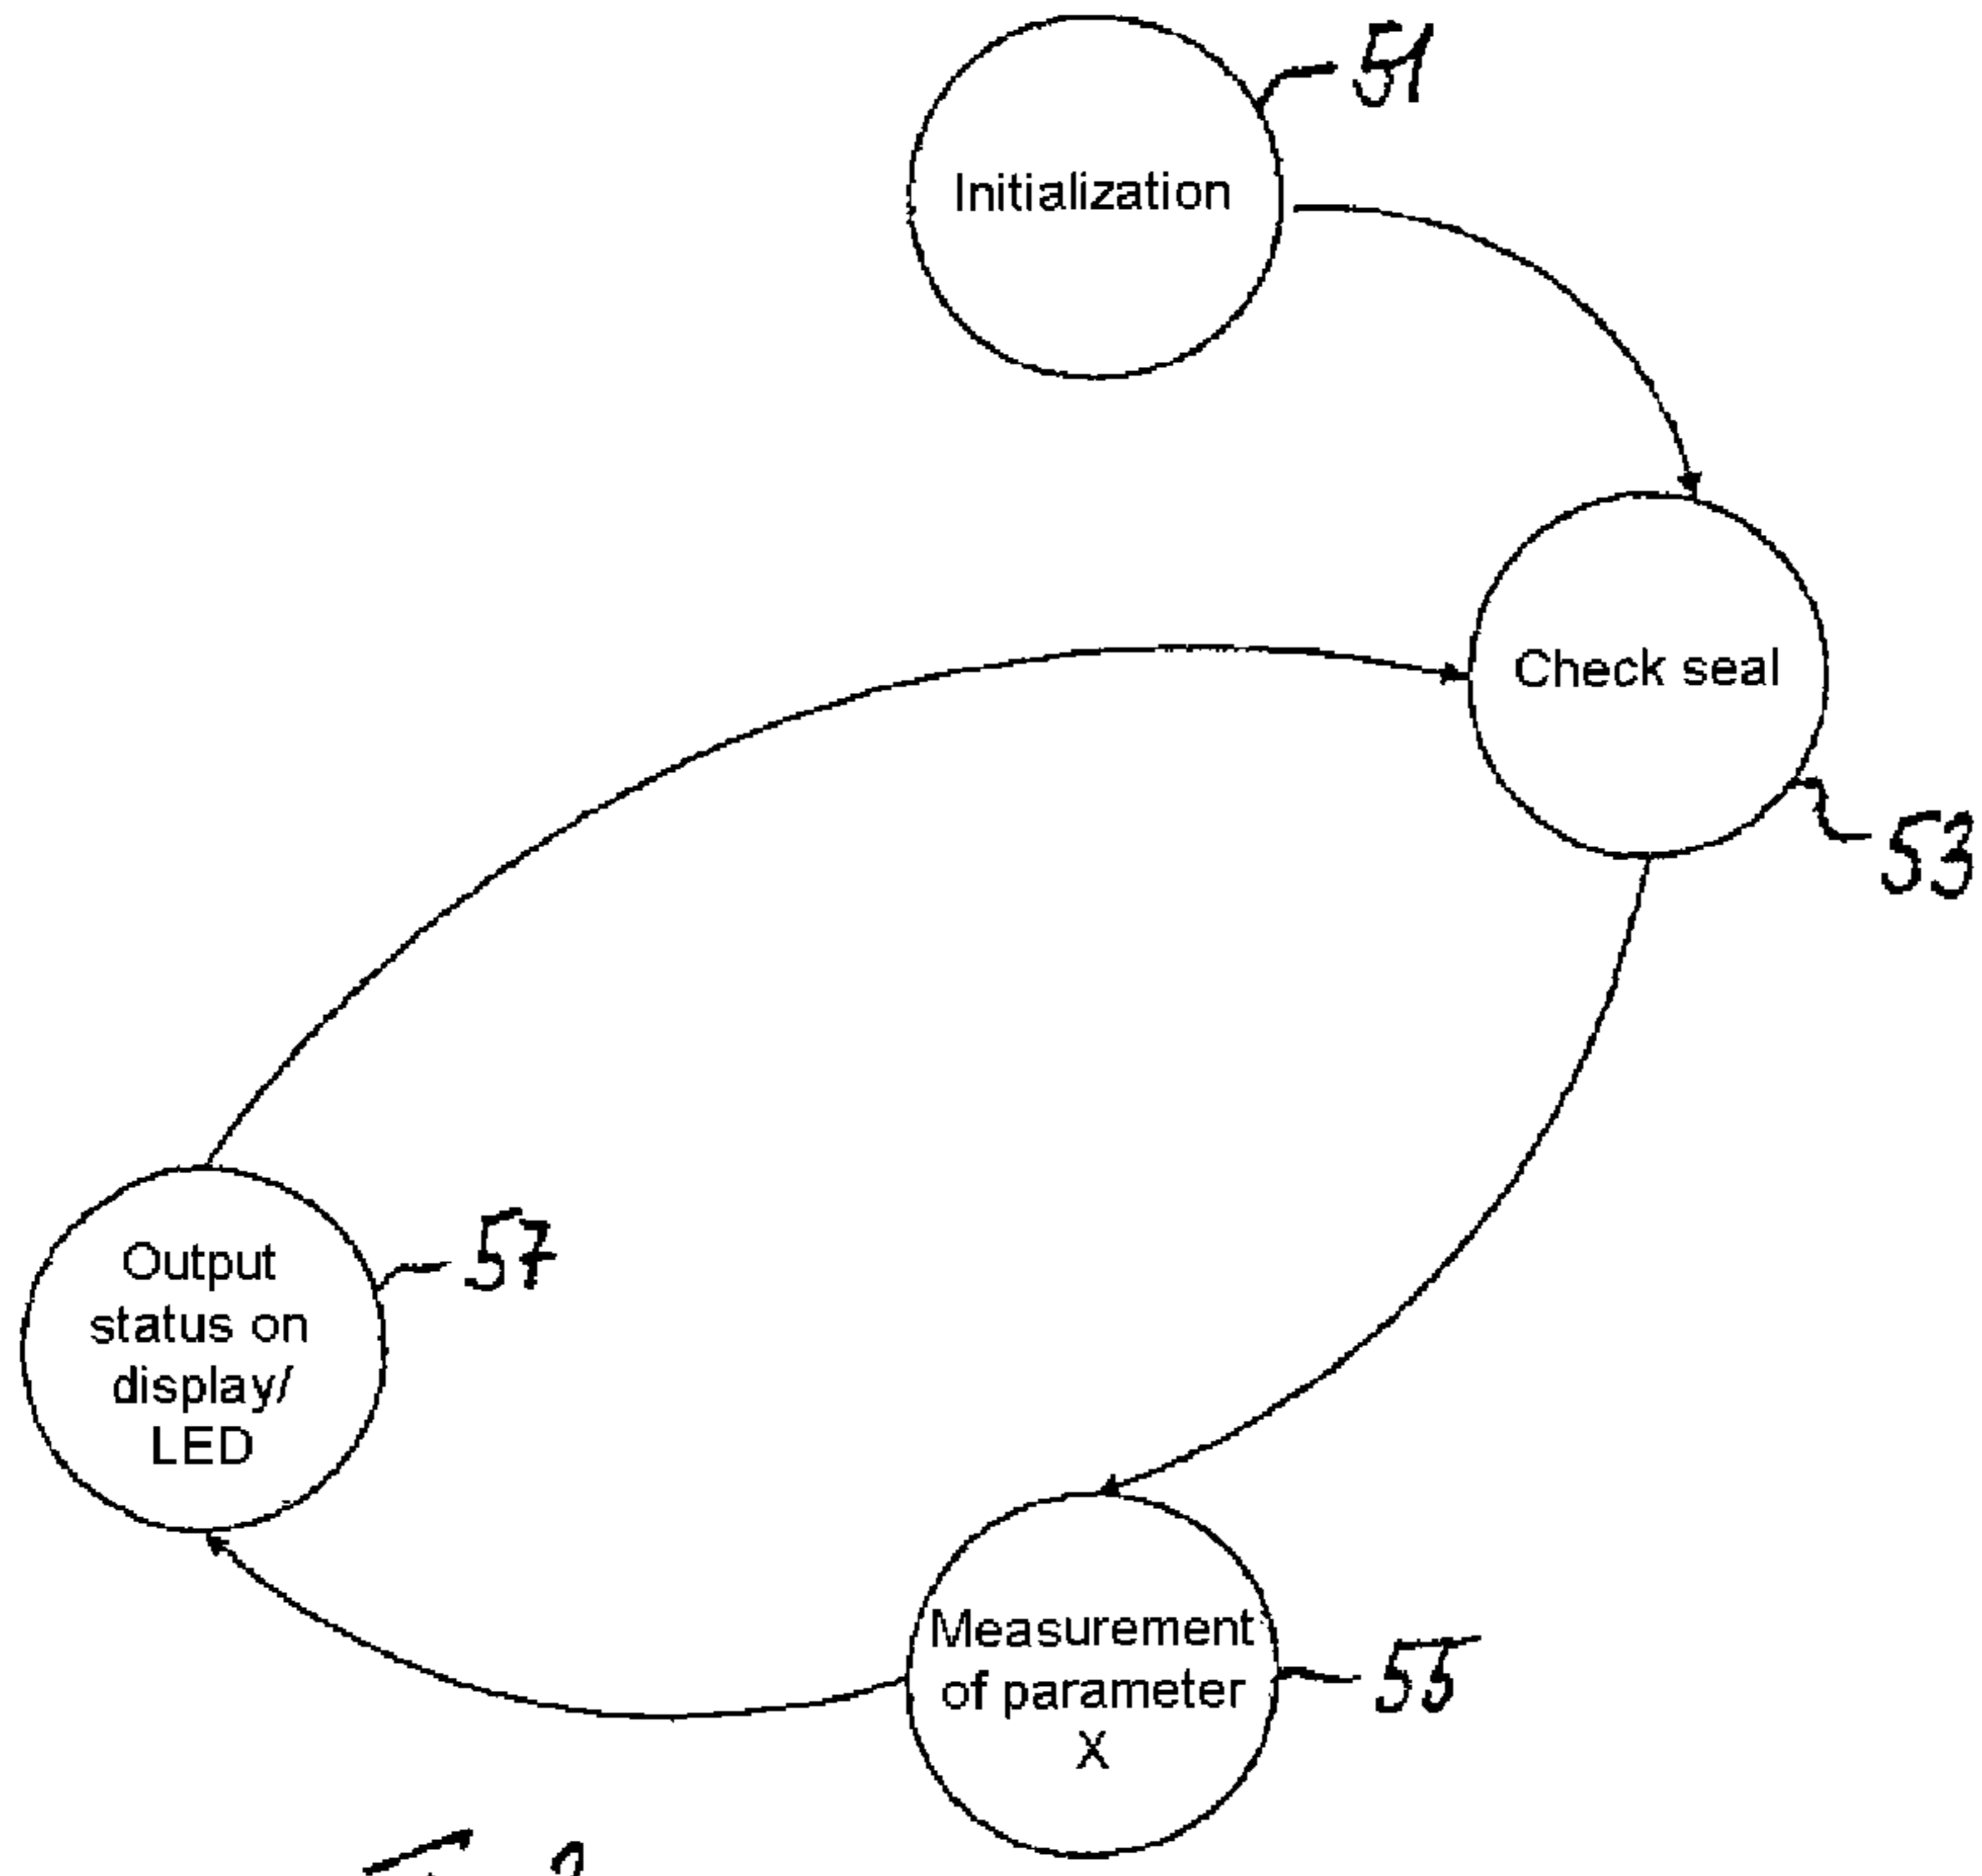 51
Initialization
Check seal
53
Output
status on
display/
LED
57
Measurement
of parameter
X
55